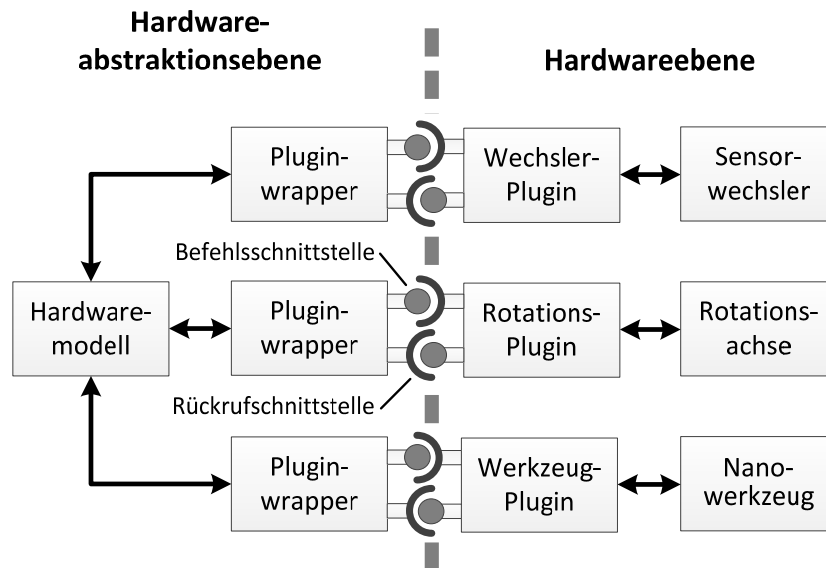 Hardware-
abstraktionsebene
Hardwareebene
Plugin-
wrapper
Wechsler-
Plugin
Sensor-
wechsler
Befehlsschnittstelle
Hardware-
modell
Plugin-
wrapper
Rotations-
Plugin
Rotations-
achse
Rückrufschnittstelle
Plugin-
wrapper
Werkzeug-
Plugin
Nano-
werkzeug